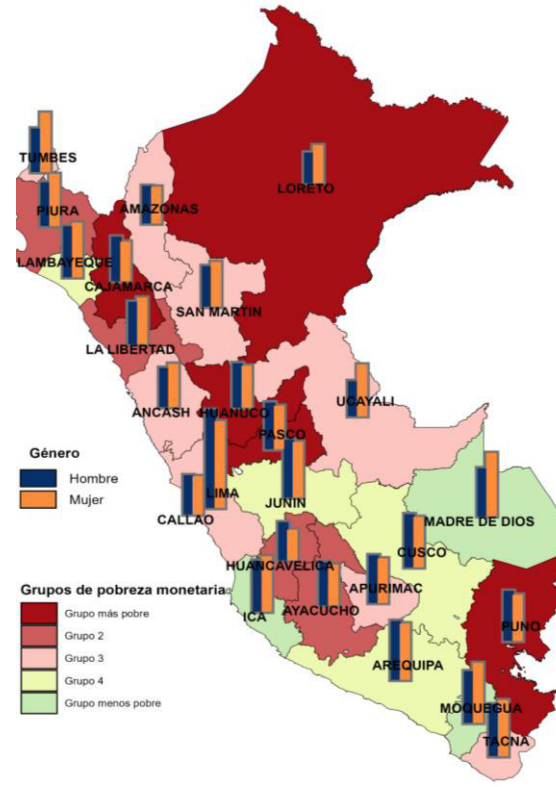 TUMBES
LORETO
PIURA
AMAZONAS
LAMBAYEQUE
CAJAMARCA
SAN MARTIN
LA LIBERTAD
UCAYALI
ANCASH
HUANUCO
PASCO
Género
Hombre
Mujer
LIMA
JUNIN
CALLAO
MADRE DE DIOS
CUSCO
HUANCAVELICA
APURIMAC
Grupos de pobreza monetaria
Grupo más pobre
Grupo 2
Grupo 3
Grupo 4
Grupo menos pobre
ICA
AYACUCHO
PUNO
AREQUIPA
MOQUEGUA
TACNA